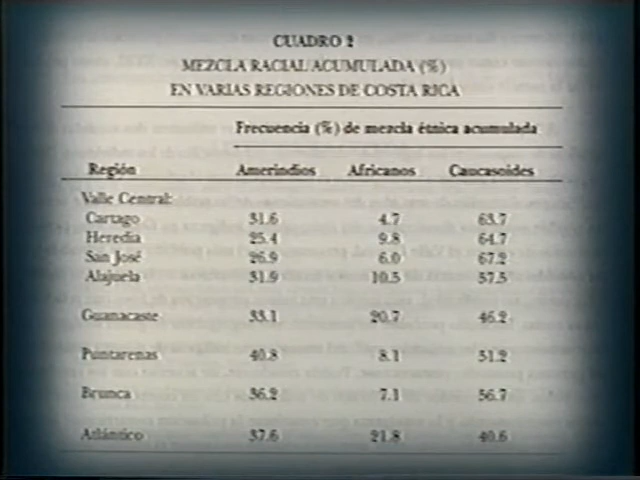 CUADRO 2
MEZCLA RACIAL ACUMULADA (%)
EN VARIAS REGIONES DE COSTA RICA
Frecuencia (%) de mezcla étnica acumulada
Región Amerindios Africanos Caucasoides
Valle Central:
Cartago 31.6 4.7 63.7
Heredia 25.4 9.8 64.7
San José 26.9 6.0 67.2
Alajuela 31.9 10.5 57.5
Guanacaste 33.1 20.7 46.2
Puntarenas 40.8 8.1 51.2
Brunca 36.2 7.1 56.7
Atlántico 37.6 21.8 40.6